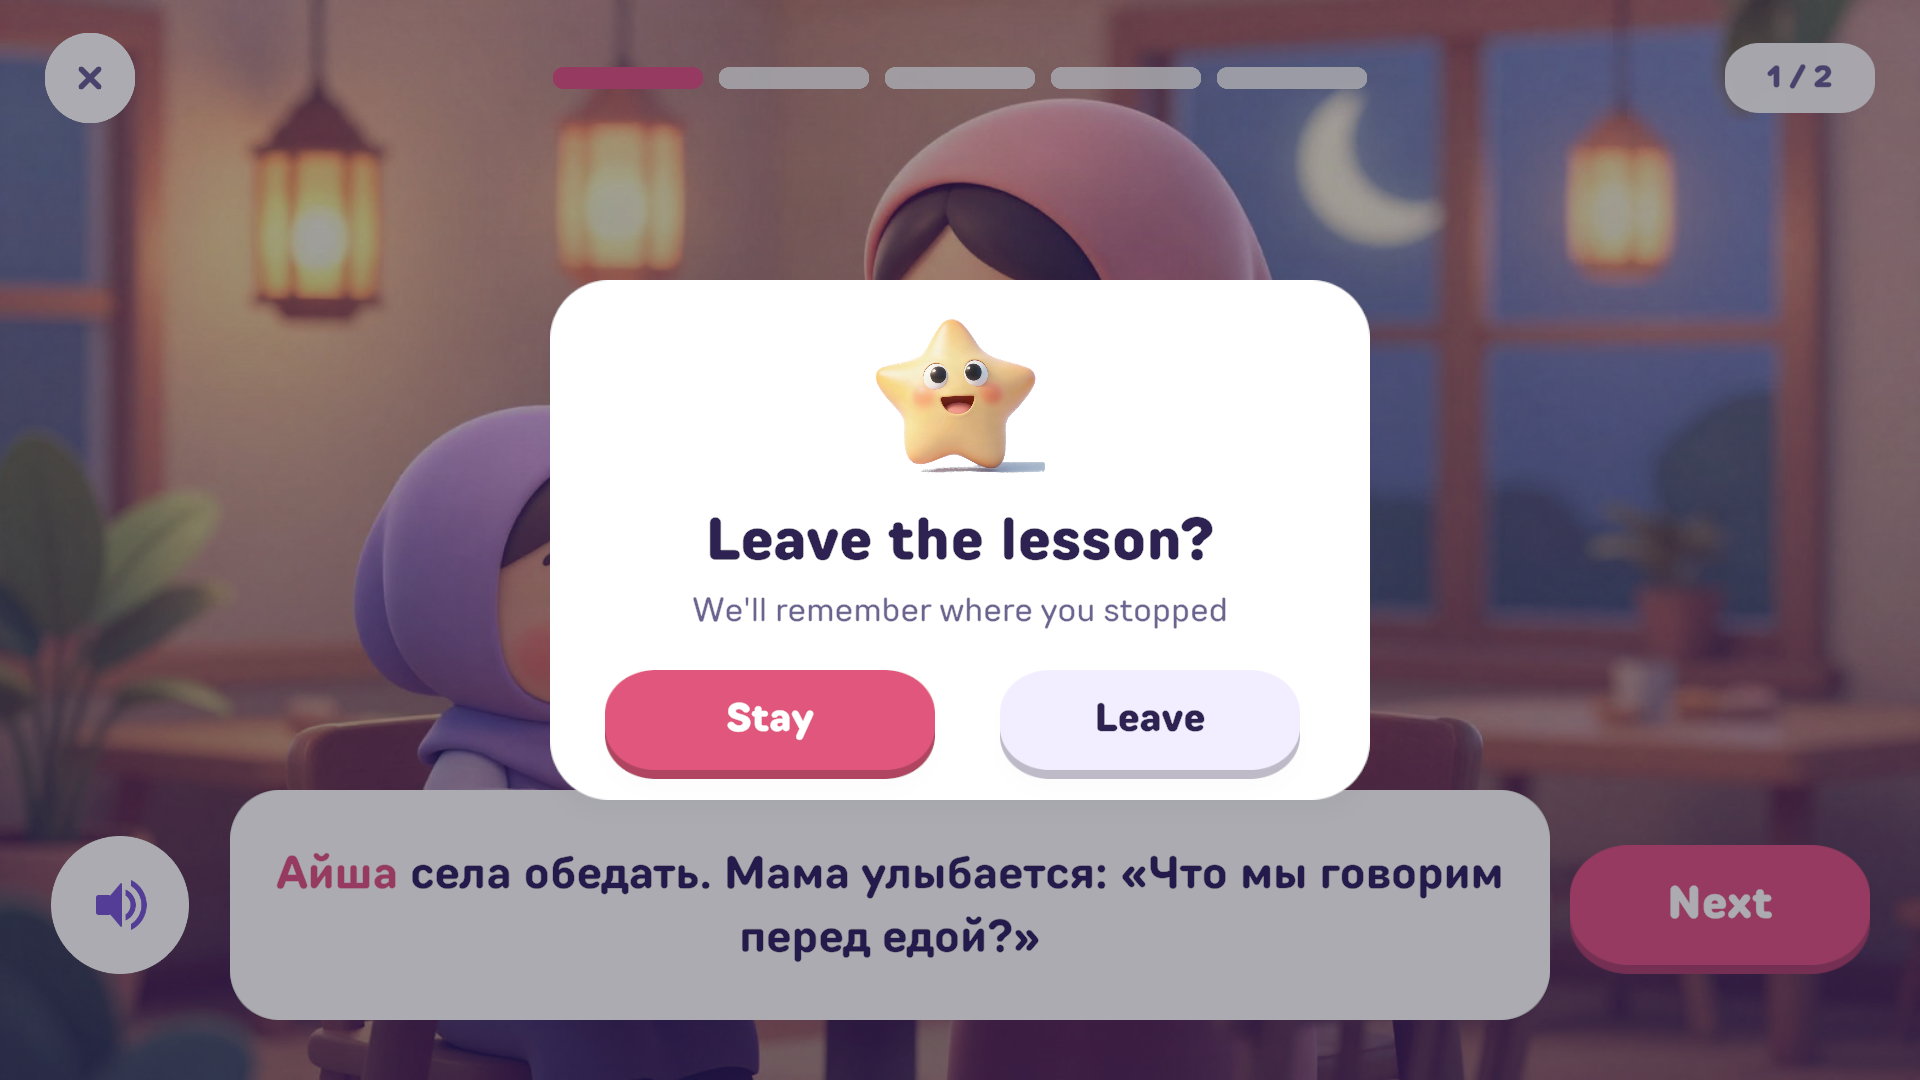 1 / 2
Leave the lesson?
We'll remember where you stopped
Stay
Leave
Айша села обедать. Мама улыбается: «Что мы говорим
перед едой?»
Next